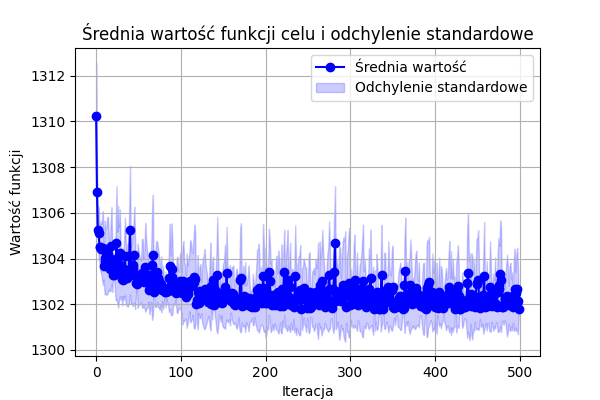 Średnia wartość funkcji celu i odchylenie standardowe
Średnia wartość
Odchylenie standardowe
Wartość funkcji
1312
1310
1308
1306
1304
1302
1300
0 100 200 300 400 500
Iteracja